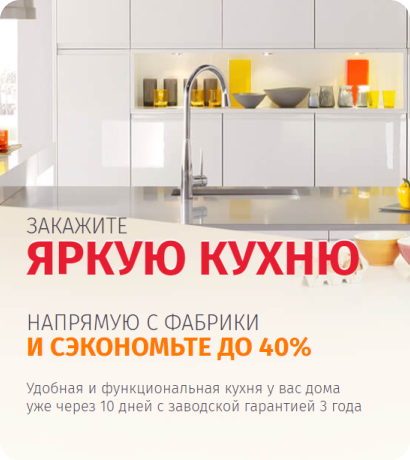 ЗАКАЖИТЕ
ЯРКУЮ КУХНЮ
НАПРЯМУЮ С ФАБРИКИ
И СЭКОНОМЬТЕ ДО 40%
Удобная и функциональная кухня у вас дома
уже через 10 дней с заводской гарантией 3 года